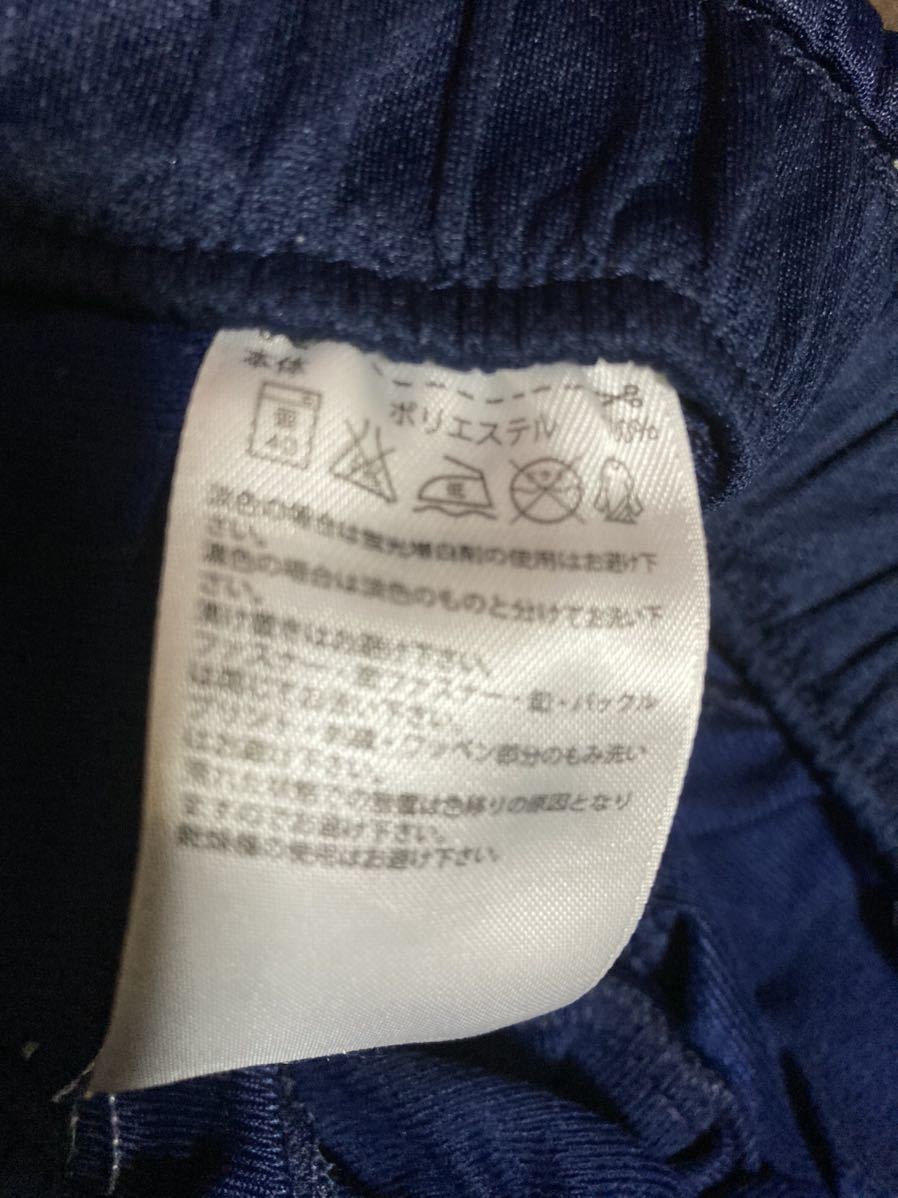 本体
ポリエステル
弱
40
淡色の場合は蛍光増白剤の使用はお避け下
さい。
濃色の場合は淡色のものと分けてお洗い下
さい。
漬け置きはお避け下さい。
ファスナー・面ファスナー・釦・バックル
は閉じてお洗い下さい。
プリント・刺繍・ワッペン部分のもみ洗い
はお避け下さい。
濡れた状態での放置は色移りの原因となり
ますのでお避け下さい。
乾燥機の使用はお避け下さい。